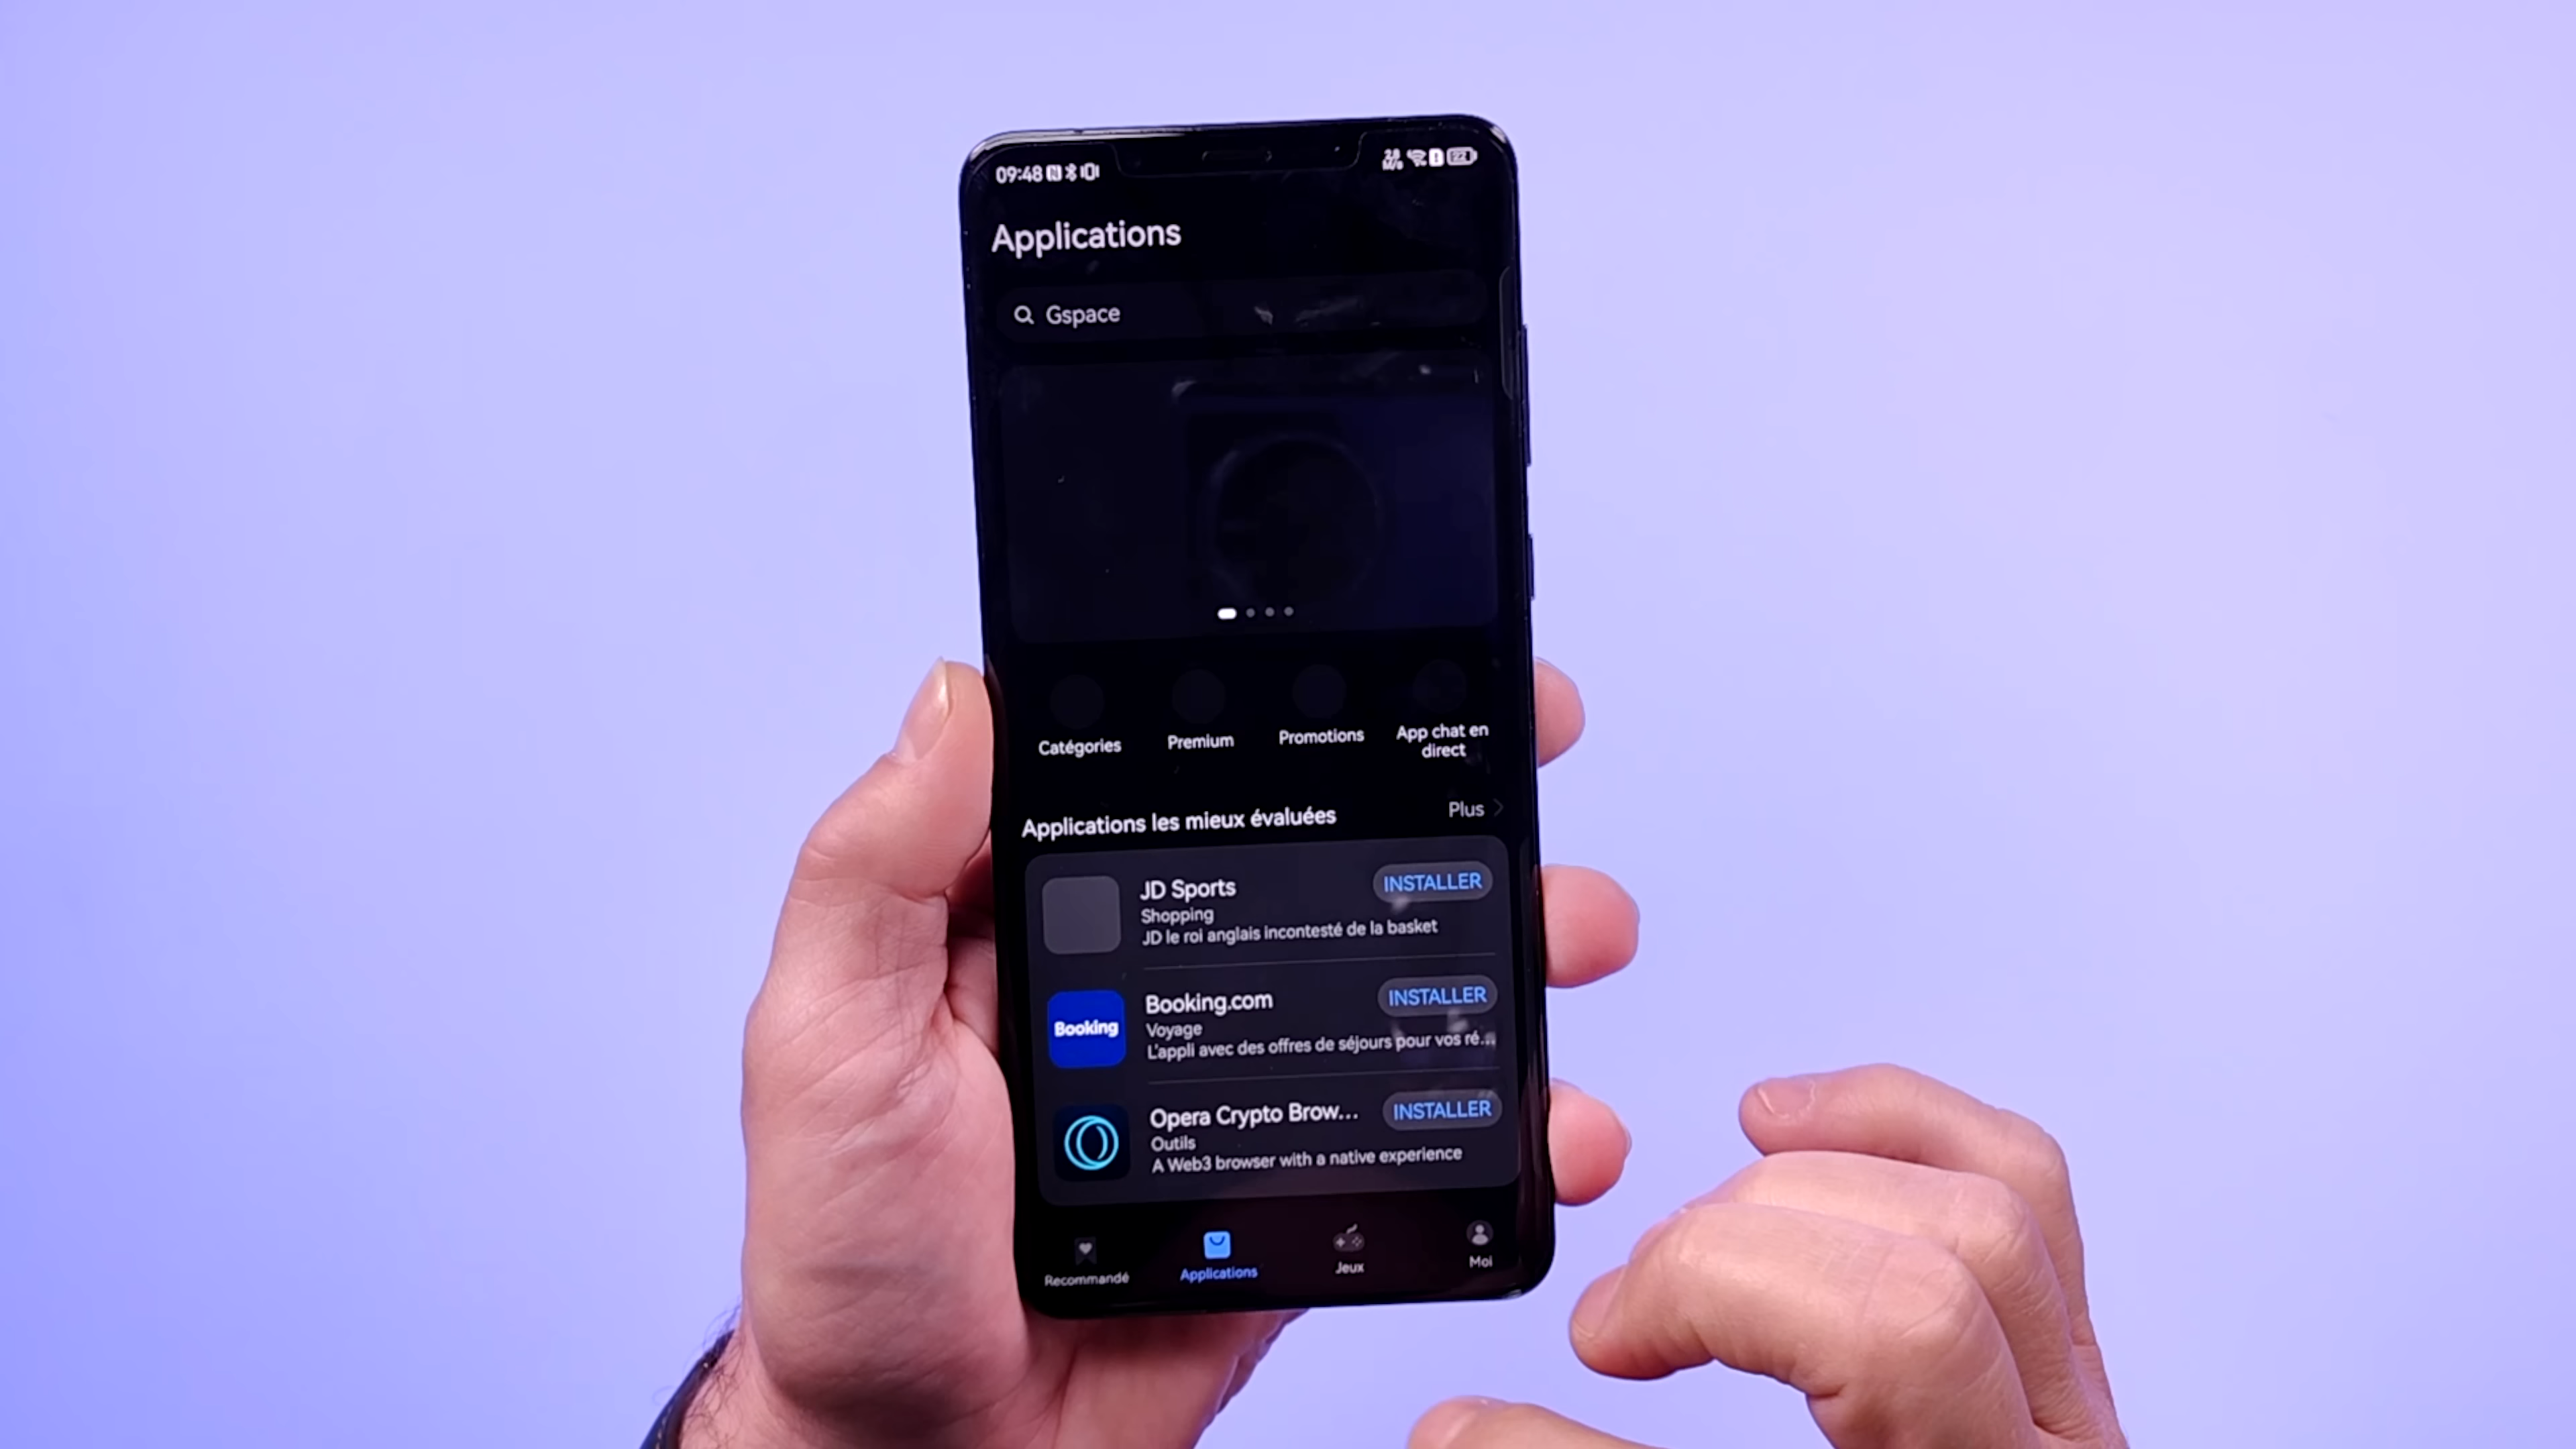 09:48
22
Applications
Gspace
Catégories
Premium
Promotions
App chat en
direct
Applications les mieux évaluées
Plus
JD Sports
INSTALLER
Shopping
JD le roi anglais incontesté de la basket
Booking
Booking.com
INSTALLER
Voyage
L'appli avec des offres de séjours pour vos ré...
Opera Crypto Brow...
INSTALLER
Outils
A Web3 browser with a native experience
Recommandé
Applications
Jeux
Moi